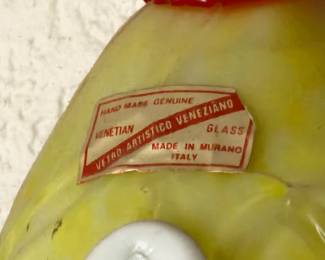 HAND MADE GENUINE
VENETIAN GLASS
VETRO ARTISTICO VENEZIANO
MADE IN MURANO
ITALY